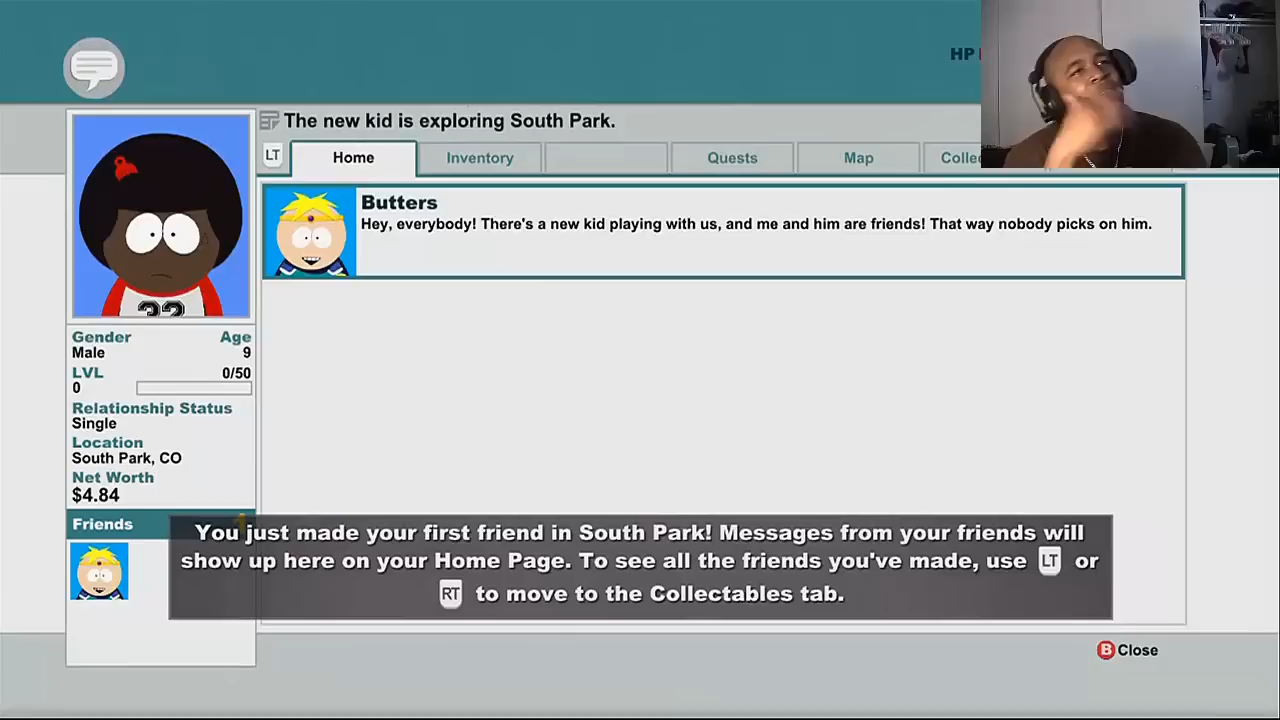 HP
The new kid is exploring South Park.
LT
Home
Inventory
Quests
Map
Butters
Hey, everybody! There's a new kid playing with us, and me and him are friends! That way nobody picks on him.
32
Gender Age
Male 9
LVL 0/50
0
Relationship Status
Single
Location
South Park, CO
Net Worth
$4.84
Friends
You just made your first friend in South Park! Messages from your friends will
show up here on your Home Page. To see all the friends you've made, use LT or
RT to move to the Collectables tab.
B Close